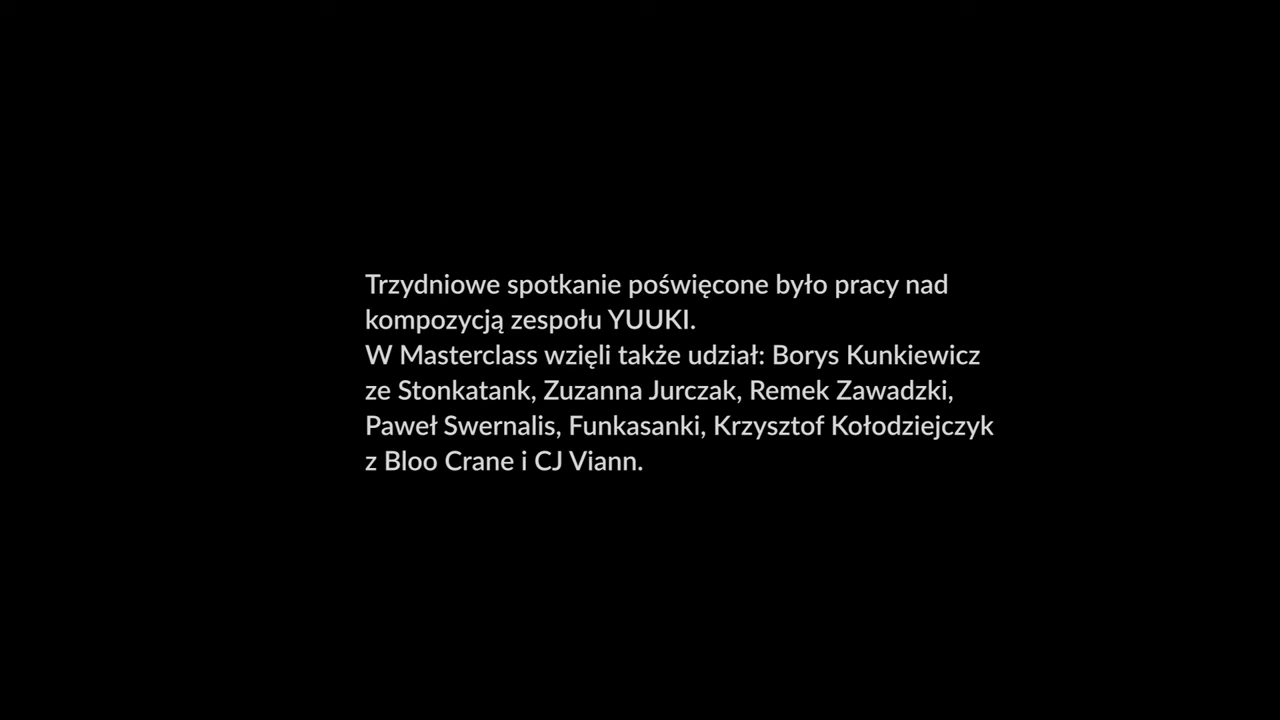 Trzydniowe spotkanie poświęcone było pracy nad
kompozycją zespołu YUUKI.
W Masterclass wzięli także udział: Borys Kunkiewicz
ze Stonkatank, Zuzanna Jurczak, Remek Zawadzki,
Paweł Swernalis, Funkasanki, Krzysztof Kołodziejczyk
z Bloo Crane i CJ Viann.